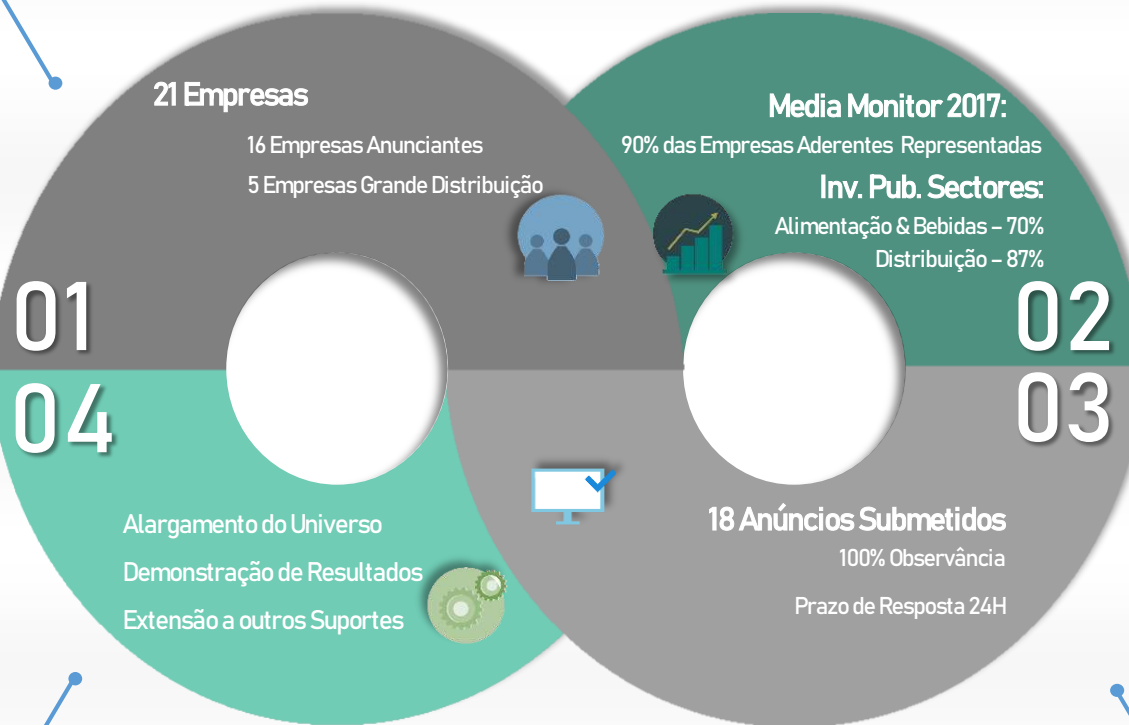 01
21 Empresas
16 Empresas Anunciantes
5 Empresas Grande Distribuição
02
Media Monitor 2017:
90% das Empresas Aderentes Representadas
Inv. Pub. Sectores:
Alimentação & Bebidas – 70%
Distribuição – 87%
03
18 Anúncios Submetidos
100% Observância
Prazo de Resposta 24H
04
Alargamento do Universo
Demonstração de Resultados
Extensão a outros Suportes